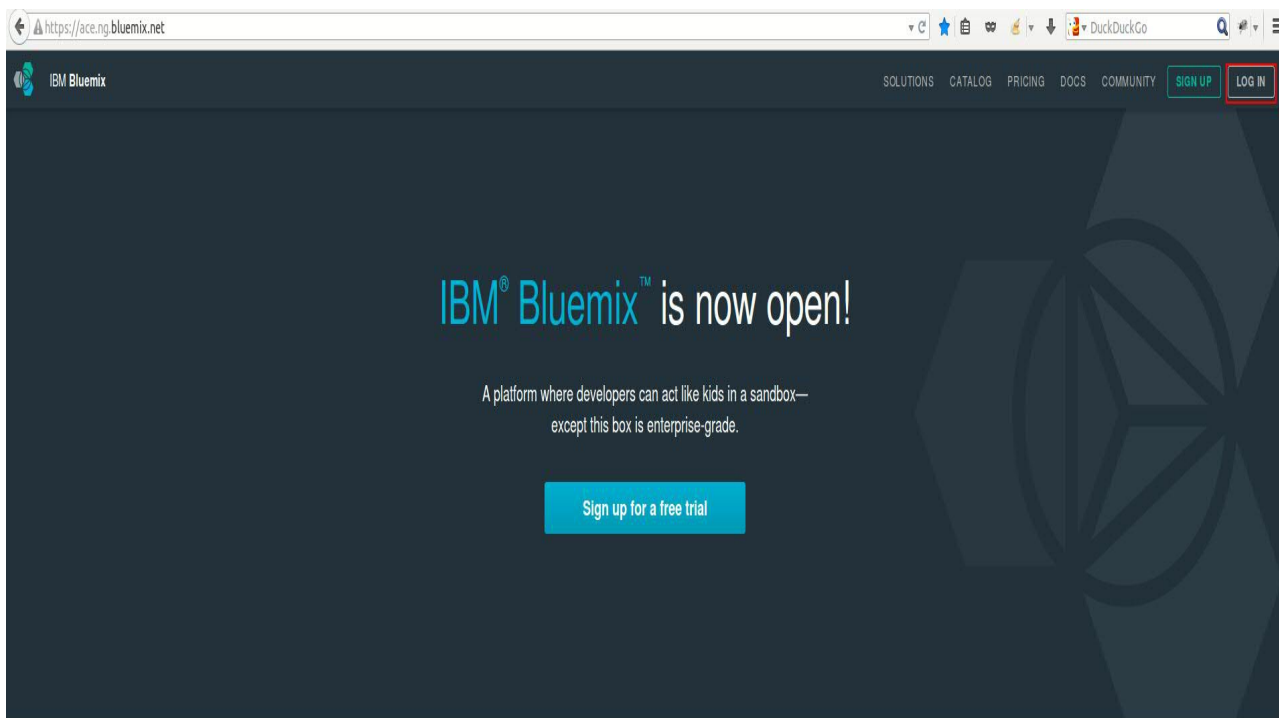 https://ace.ng.bluemix.net
DuckDuckGo
IBM Bluemix
SOLUTIONS CATALOG PRICING DOCS COMMUNITY SIGN UP LOG IN
IBM® Bluemix™ is now open!
A platform where developers can act like kids in a sandbox—
except this box is enterprise-grade.
Sign up for a free trial